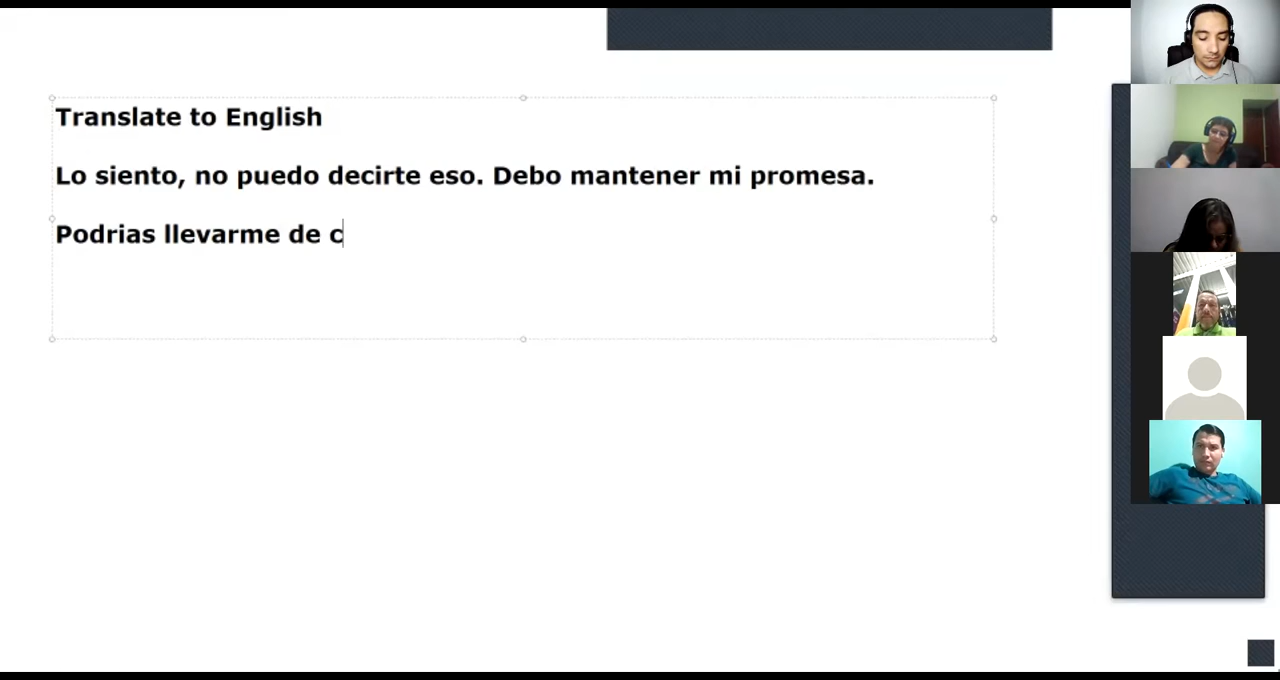 Translate to English
Lo siento, no puedo decirte eso. Debo mantener mi promesa.
Podrias llevarme de c